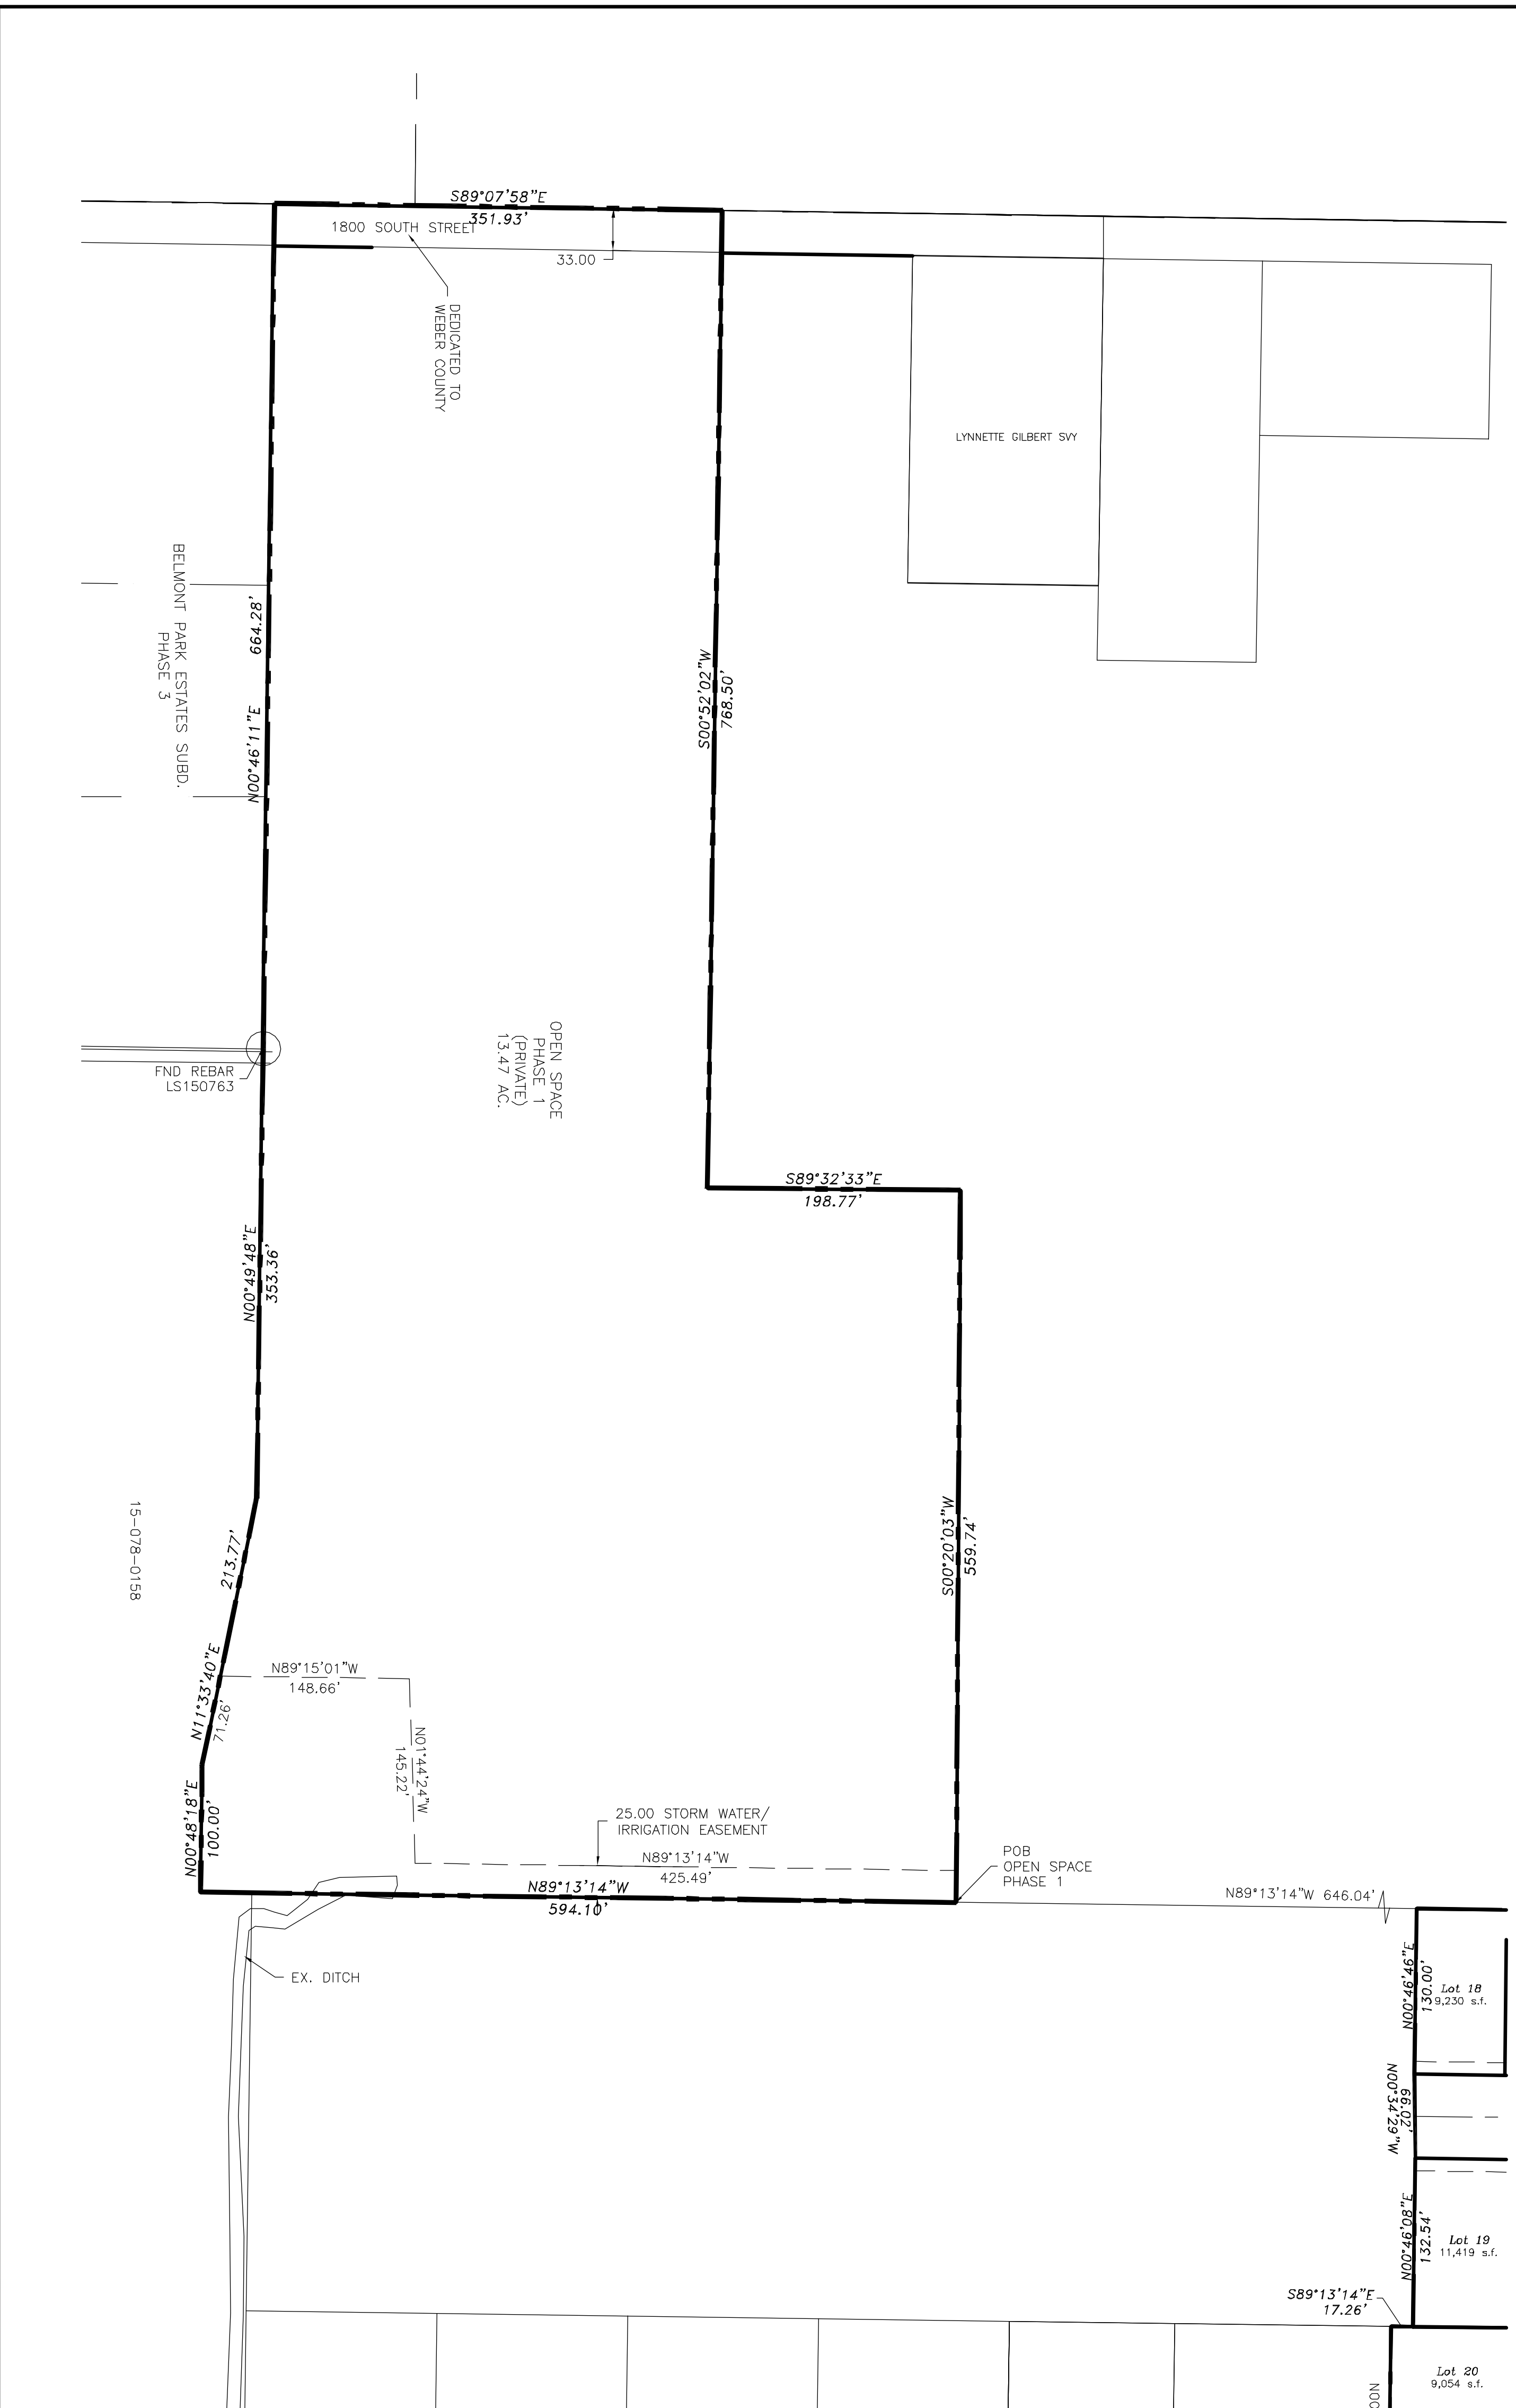 S89°07'58"E
351.93'
1800 SOUTH STREET
33.00
DEDICATED TO
WEBER COUNTY
LYNNETTE GILBERT SVY
BELMONT PARK ESTATES SUBD.
PHASE 3
664.28'
N00°46'11"E
S00°52'02"W
768.50'
OPEN SPACE
PHASE 1
(PRIVATE)
13.47 AC.
FND REBAR
LS150763
S89°32'33"E
198.77'
N00°49'48"E
353.36'
15-078-0158
213.77'
N11°33'40"E
71.26'
S00°20'03"W
559.74'
N89°15'01"W
148.66'
N01°44'24"W
145.22'
N00°48'18"E
100.00'
25.00 STORM WATER/
IRRIGATION EASEMENT
N89°13'14"W
425.49'
N89°13'14"W
594.10'
POB
OPEN SPACE
PHASE 1
N89°13'14"W 646.04'
EX. DITCH
N00°46'46"E
130.00'
Lot 18
9,230 s.f.
66.02'
N00°34'29"W
N00°46'08"E
132.54'
Lot 19
11,419 s.f.
S89°13'14"E
17.26'
Lot 20
9,054 s.f.